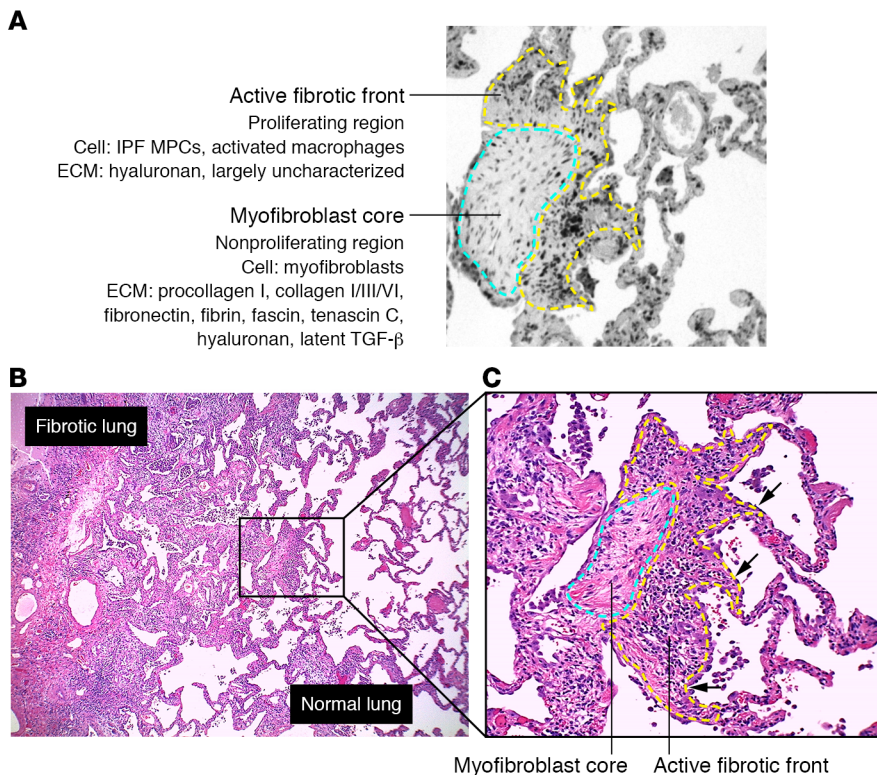 A
Active fibrotic front
Proliferating region
Cell: IPF MPCs, activated macrophages
ECM: hyaluronan, largely uncharacterized
Myofibroblast core
Nonproliferating region
Cell: myofibroblasts
ECM: procollagen I, collagen I/III/VI,
fibronectin, fibrin, fascin, tenascin C,
hyaluronan, latent TGF-β
B
Fibrotic lung
Normal lung
C
Myofibroblast core
Active fibrotic front